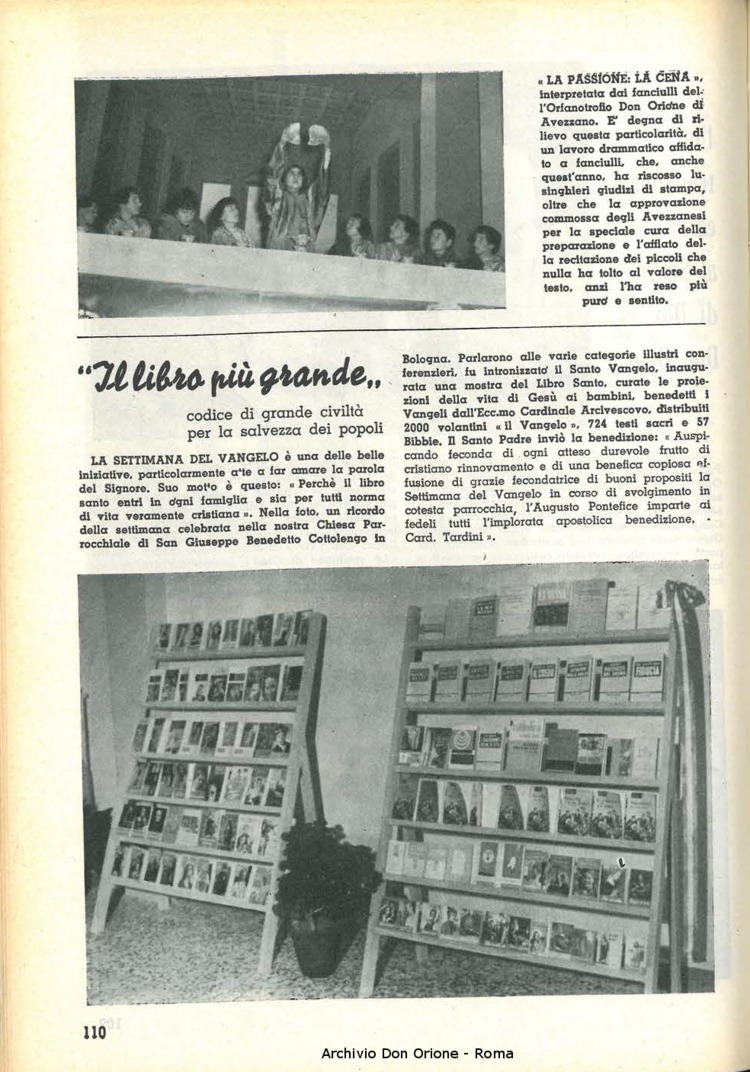 « LA PASSIONE: LA CENA »,
interpretata dai fanciulli del-
l'Orfanotrofio Don Orione di
Avezzano. E' degna di ri-
lievo questa particolarità, di
un lavoro drammatico affida-
to a fanciulli, che, anche
quest'anno, ha riscosso lu-
singhieri giudizi di stampa,
oltre che la approvazione
commossa degli Avezzanesi
per la speciale cura della
preparazione e l'afflato del-
la recitazione dei piccoli che
nulla ha tolto al valore del
testo, anzi l'ha reso più
puro e sentito.
"Il libro più grande„
codice di grande civiltà
per la salvezza dei popoli
LA SETTIMANA DEL VANGELO è una delle belle
iniziative, particolarmente atte a far amare la parola
del Signore. Suo motto è questo: « Perchè il libro
santo entri in ogni famiglia e sia per tutti norma
di vita veramente cristiana ». Nella foto, un ricordo
della settimana celebrata nella nostra Chiesa Par-
rocchiale di San Giuseppe Benedetto Cottolengo in
Bologna. Parlarono alle varie categorie illustri con-
ferenzieri, fu intronizzato il Santo Vangelo, inaugu-
rata una mostra del Libro Santo, curate le proie-
zioni della vita di Gesù ai bambini, benedetti i
Vangeli dall'Ecc.mo Cardinale Arcivescovo, distribuiti
2000 volantini « il Vangelo », 724 testi sacri e 57
Bibbie. Il Santo Padre inviò la benedizione: « Auspi-
cando feconda di ogni atteso durevole frutto di
cristiano rinnovamento e di una benefica copiosa ef-
fusione di grazie fecondatrice di buoni propositi la
Settimana del Vangelo in corso di svolgimento in
cotesta parrocchia, l'Augusto Pontefice imparte ai
fedeli tutti l'implorata apostolica benedizione. -
Card. Tardini ».
110
Archivio Don Orione - Roma